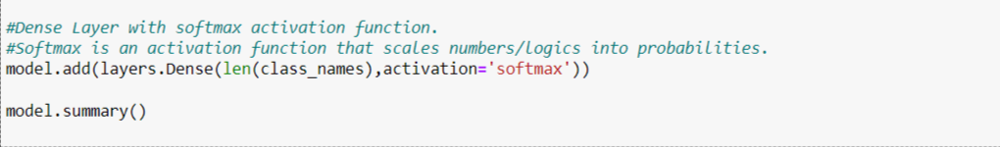 #Dense Layer with softmax activation function.
#Softmax is an activation function that scales numbers/logics into probabilities.
model.add(layers.Dense(len(class_names),activation='softmax'))
model.summary()